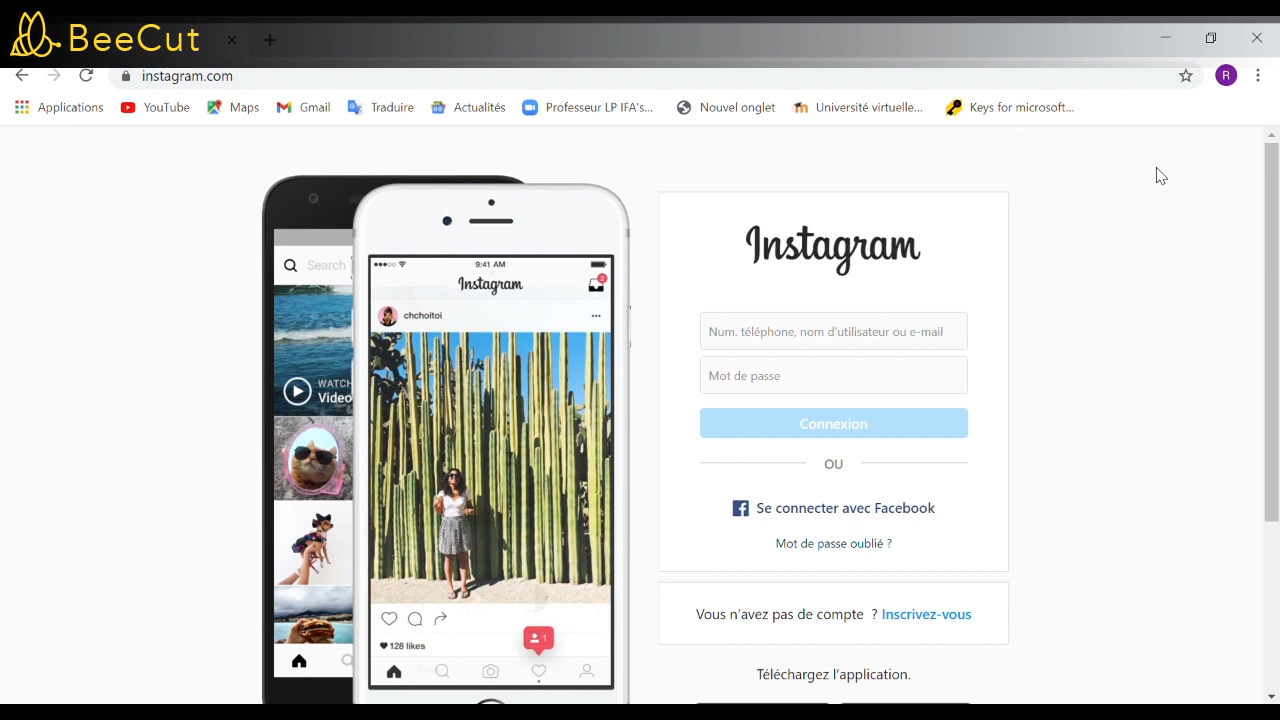 BeeCut
instagram.com
R
Applications YouTube Maps Gmail Traduire Actualités Professeur LP IFA's... Nouvel onglet Université virtuelle... Keys for microsoft...
Search
WATCH
Video
9:41 AM
Instagram
chchoitoi
128 likes
1
Instagram
Num. téléphone, nom d'utilisateur ou e-mail
Mot de passe
Connexion
OU
Se connecter avec Facebook
Mot de passe oublié ?
Vous n'avez pas de compte ? Inscrivez-vous
Téléchargez l'application.